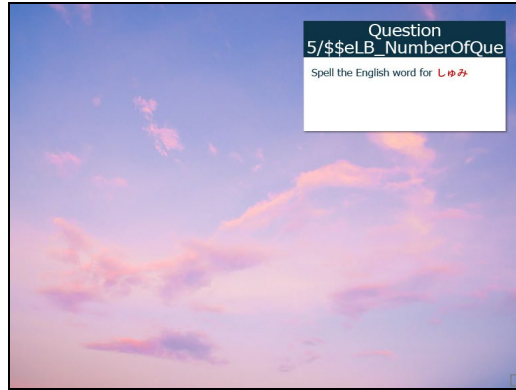 Question
5/$$eLB_NumberOfQue
Spell the English word for しゅみ